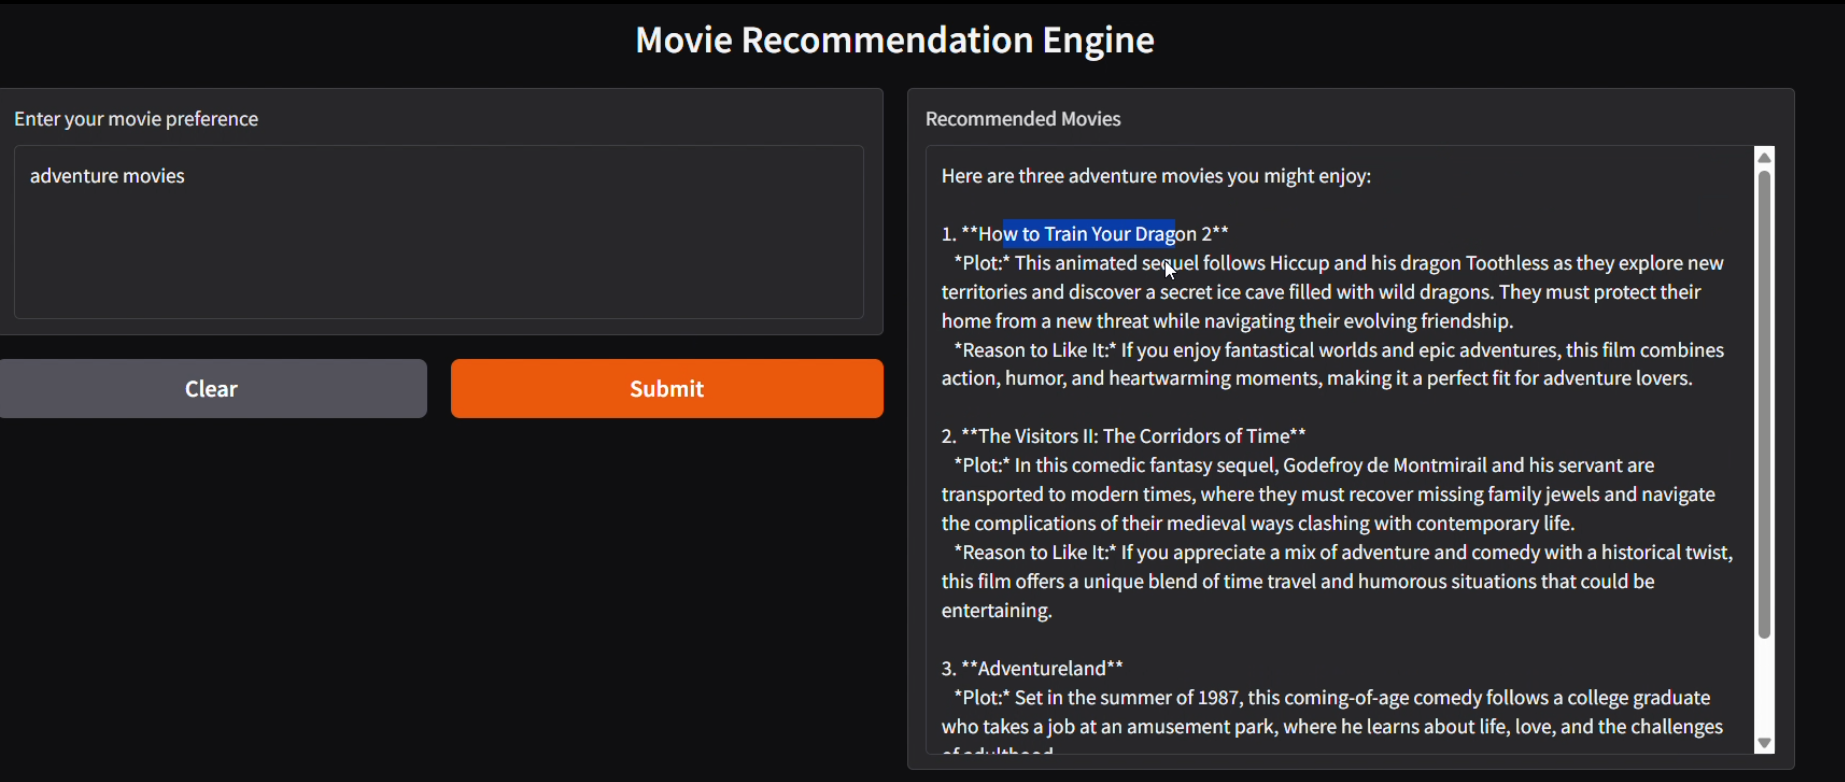 Movie Recommendation Engine
Enter your movie preference
adventure movies
Clear
Submit
Recommended Movies
Here are three adventure movies you might enjoy:
1. **How to Train Your Dragon 2**
*Plot:* This animated sequel follows Hiccup and his dragon Toothless as they explore new
territories and discover a secret ice cave filled with wild dragons. They must protect their
home from a new threat while navigating their evolving friendship.
*Reason to Like It:* If you enjoy fantastical worlds and epic adventures, this film combines
action, humor, and heartwarming moments, making it a perfect fit for adventure lovers.
2. **The Visitors II: The Corridors of Time**
*Plot:* In this comedic fantasy sequel, Godefroy de Montmirail and his servant are
transported to modern times, where they must recover missing family jewels and navigate
the complications of their medieval ways clashing with contemporary life.
*Reason to Like It:* If you appreciate a mix of adventure and comedy with a historical twist,
this film offers a unique blend of time travel and humorous situations that could be
entertaining.
3. **Adventureland**
*Plot:* Set in the summer of 1987, this coming-of-age comedy follows a college graduate
who takes a job at an amusement park, where he learns about life, love, and the challenges
of adulthood